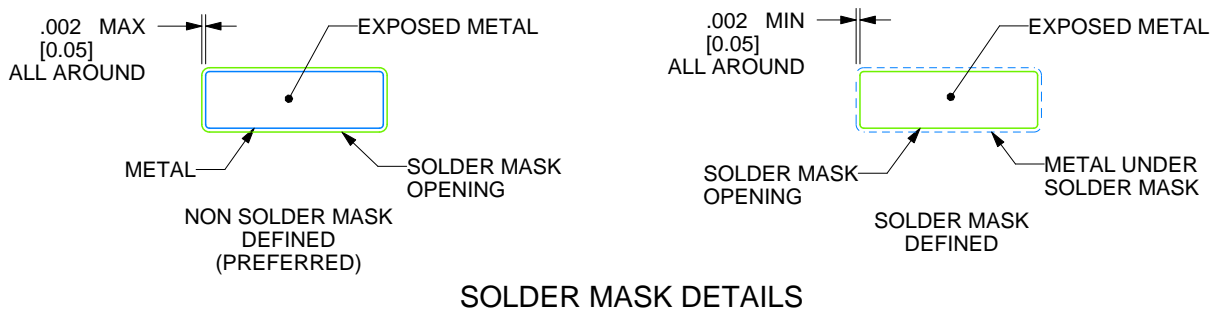 .002 MAX
[0.05]
ALL AROUND
EXPOSED METAL
METAL
SOLDER MASK
OPENING
NON SOLDER MASK
DEFINED
(PREFERRED)
.002 MIN
[0.05]
ALL AROUND
EXPOSED METAL
SOLDER MASK
OPENING
METAL UNDER
SOLDER MASK
SOLDER MASK
DEFINED
SOLDER MASK DETAILS